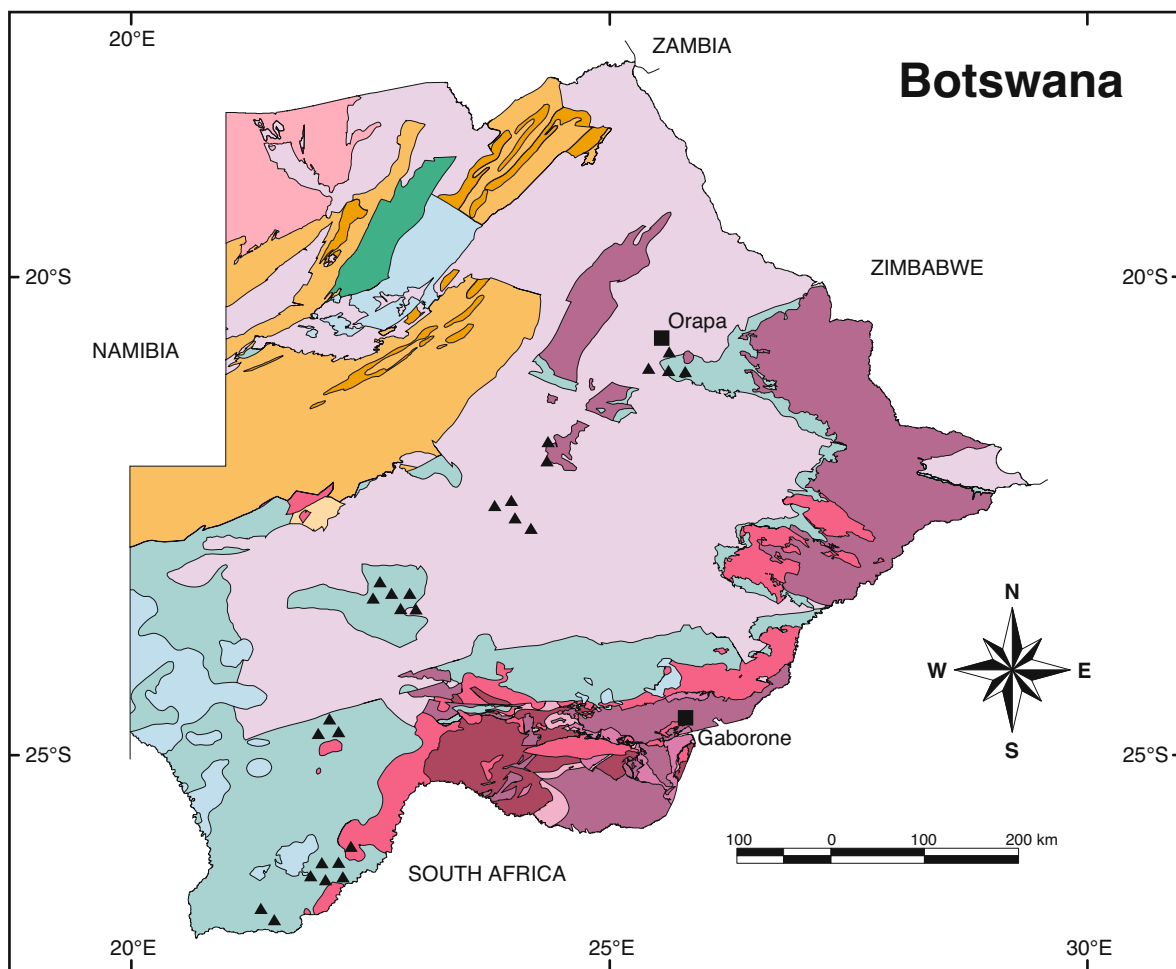 20°E
ZAMBIA
Botswana
20°S
ZIMBABWE
20°S
Orapa
NAMIBIA
N
W
E
S
Gaborone
25°S
25°S
100
0
100
200 km
SOUTH AFRICA
20°E
25°E
30°E